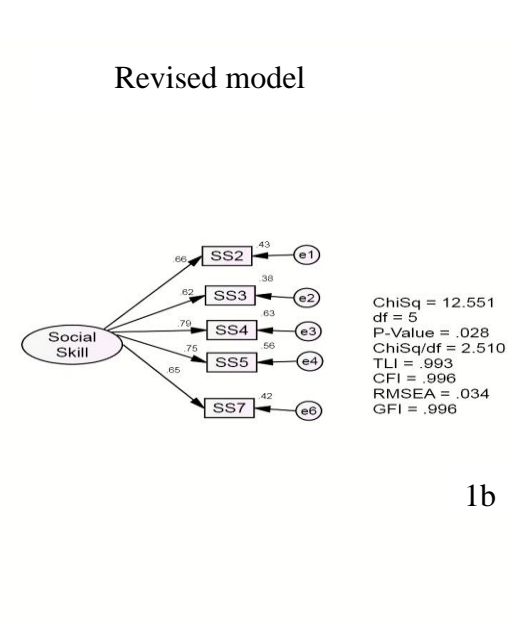 Revised model
.43
SS2
e1
.66
.38
SS3
e2
.62
.63
SS4
e3
.79
Social
Skill
.56
SS5
e4
.75
.65
.42
SS7
e6
ChiSq = 12.551
df = 5
P-Value = .028
ChiSq/df = 2.510
TLI = .993
CFI = .996
RMSEA = .034
GFI = .996
1b